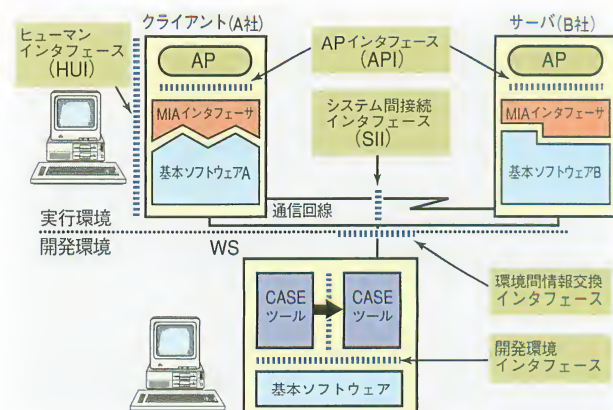 クライアント(A社)
サーバ(B社)
ヒューマン
インタフェース
(HUI)
AP
APインタフェース
(API)
AP
MIAインタフェーサ
システム間接続
インタフェース
(SII)
MIAインタフェーサ
基本ソフトウェアA
基本ソフトウェアB
通信回線
実行環境
開発環境
WS
CASE
ツール
CASE
ツール
環境間情報交換
インタフェース
開発環境
インタフェース
基本ソフトウェア